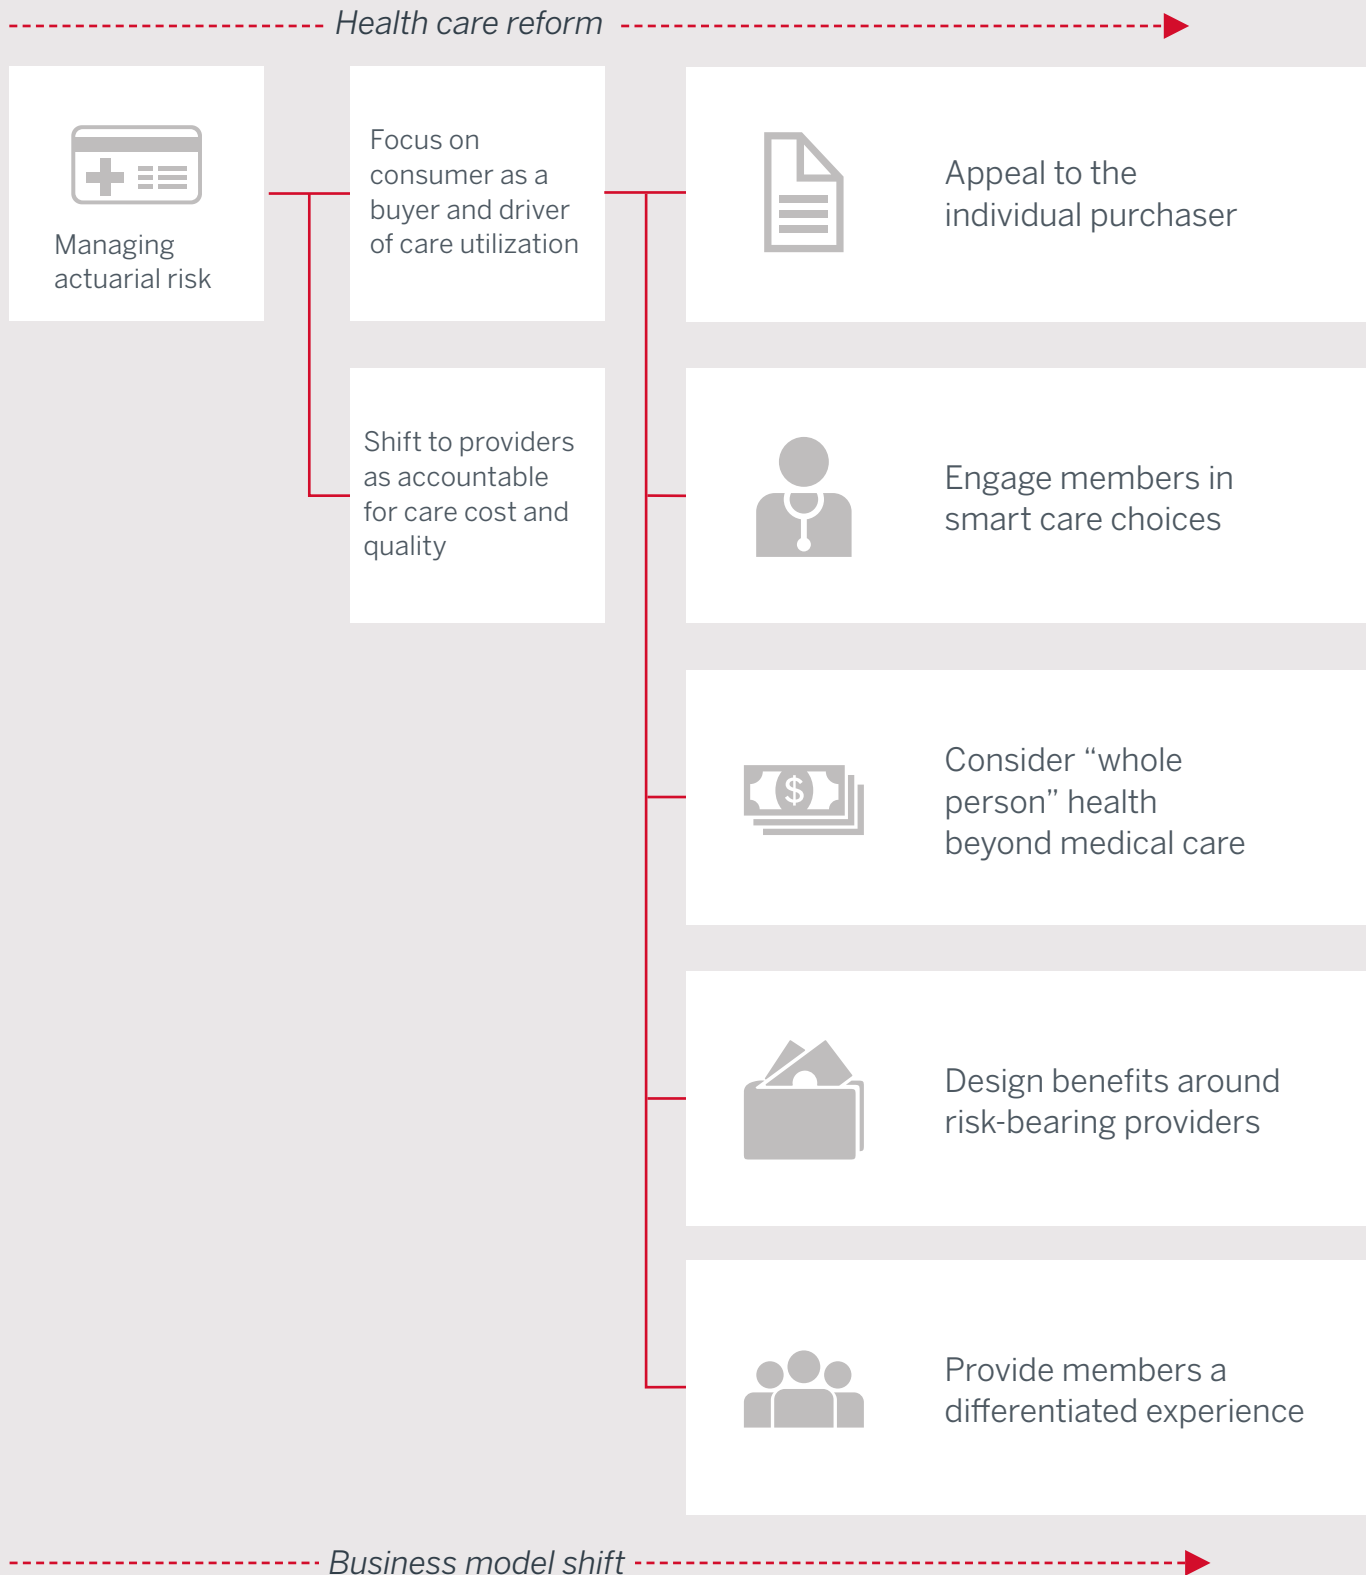 Health care reform
Managing
actuarial risk
Focus on
consumer as a
buyer and driver
of care utilization
Shift to providers
as accountable
for care cost and
quality
Appeal to the
individual purchaser
Engage members in
smart care choices
$
Consider “whole
person” health
beyond medical care
Design benefits around
risk-bearing providers
Provide members a
differentiated experience
Business model shift